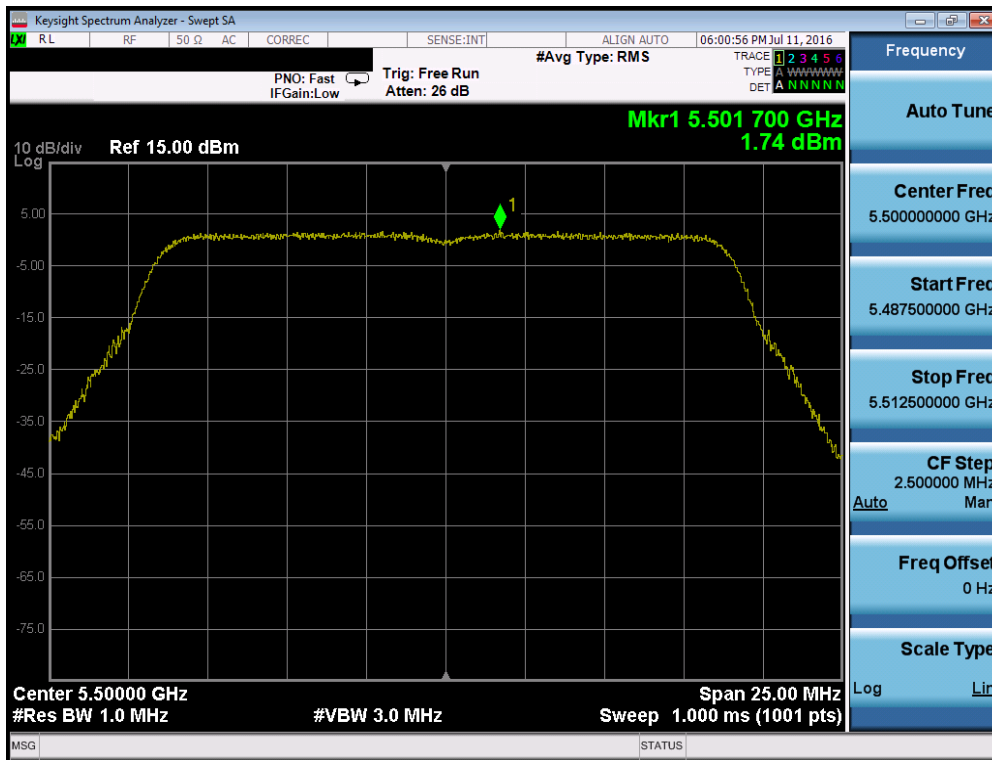 Keysight Spectrum Analyzer - Swept SA
LXI RL RF 50 Ω AC CORREC SENSE:INT ALIGN AUTO 06:00:56 PM Jul 11, 2016
#Avg Type: RMS
TRACE 1 2 3 4 5 6
PNO: Fast Trig: Free Run
TYPE A WWWWW
IFGain:Low Atten: 26 dB
DET A N N N N N
Mkr1 5.501 700 GHz
1.74 dBm
10 dB/div Ref 15.00 dBm
Log
1
5.00
-5.00
-15.0
-25.0
-35.0
-45.0
-55.0
-65.0
-75.0
Center 5.50000 GHz Span 25.00 MHz
#Res BW 1.0 MHz #VBW 3.0 MHz Sweep 1.000 ms (1001 pts)
MSG STATUS
Frequency
Auto Tune
Center Freq
5.500000000 GHz
Start Freq
5.487500000 GHz
Stop Freq
5.512500000 GHz
CF Step
2.500000 MHz
Auto Man
Freq Offset
0 Hz
Scale Type
Log Lin